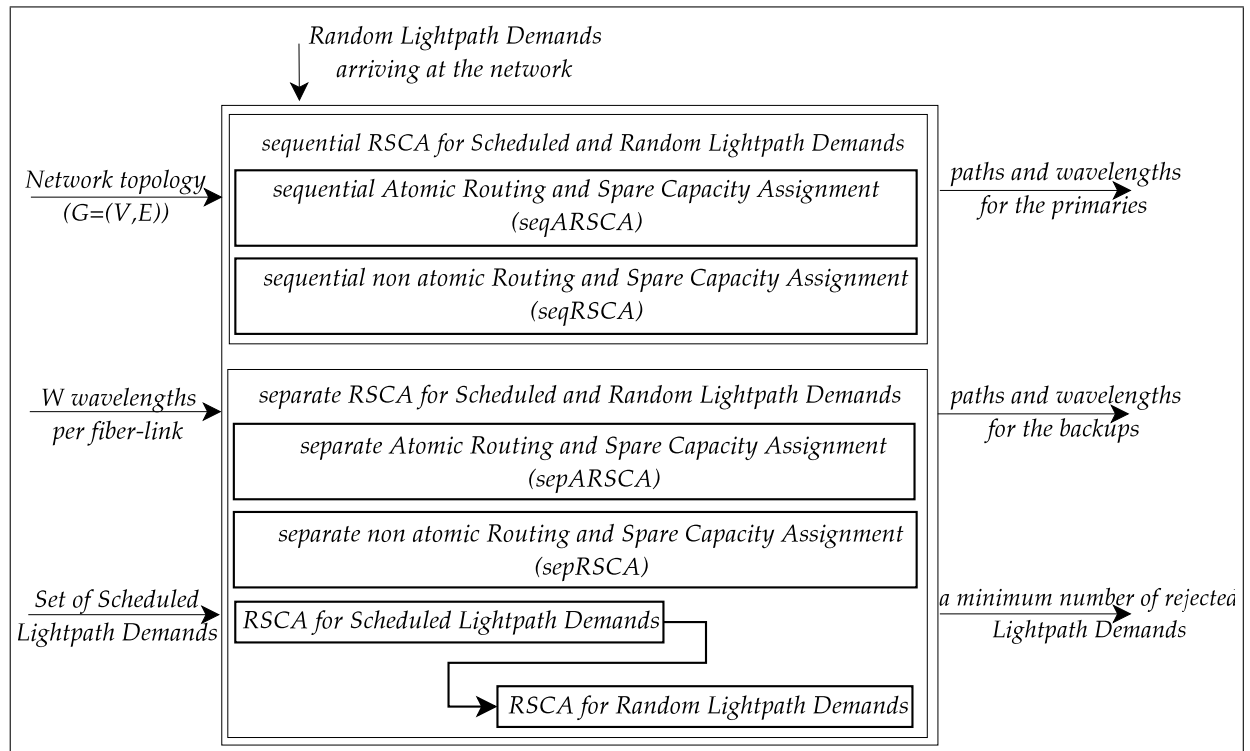 Random Lightpath Demands
arriving at the network
sequential RSCA for Scheduled and Random Lightpath Demands
Network topology
(G=(V,E))
sequential Atomic Routing and Spare Capacity Assignment
(seqARSCA)
paths and wavelengths
for the primaries
sequential non atomic Routing and Spare Capacity Assignment
(seqRSCA)
W wavelengths
per fiber-link
separate RSCA for Scheduled and Random Lightpath Demands
paths and wavelengths
for the backups
separate Atomic Routing and Spare Capacity Assignment
(sepARSCA)
separate non atomic Routing and Spare Capacity Assignment
(sepRSCA)
Set of Scheduled
Lightpath Demands
RSCA for Scheduled Lightpath Demands
a minimum number of rejected
Lightpath Demands
RSCA for Random Lightpath Demands